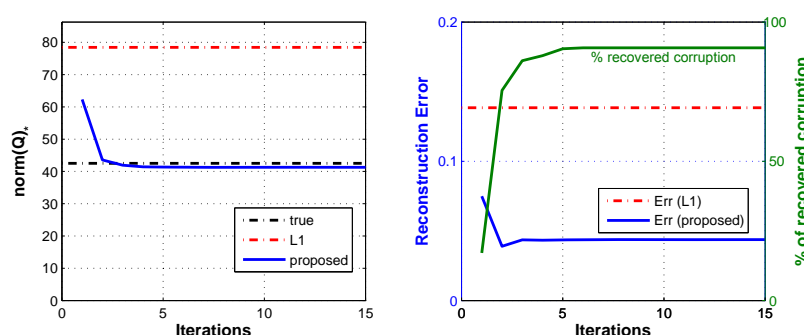 80
70
60
50
40
30
20
10
0
norm(Q)*
true
L1
proposed
0 5 10 15
Iterations
0.2
0.1
0
Reconstruction Error
% recovered corruption
Err (L1)
Err (proposed)
100
50
0
% of recovered corruption
0 5 10 15
Iterations